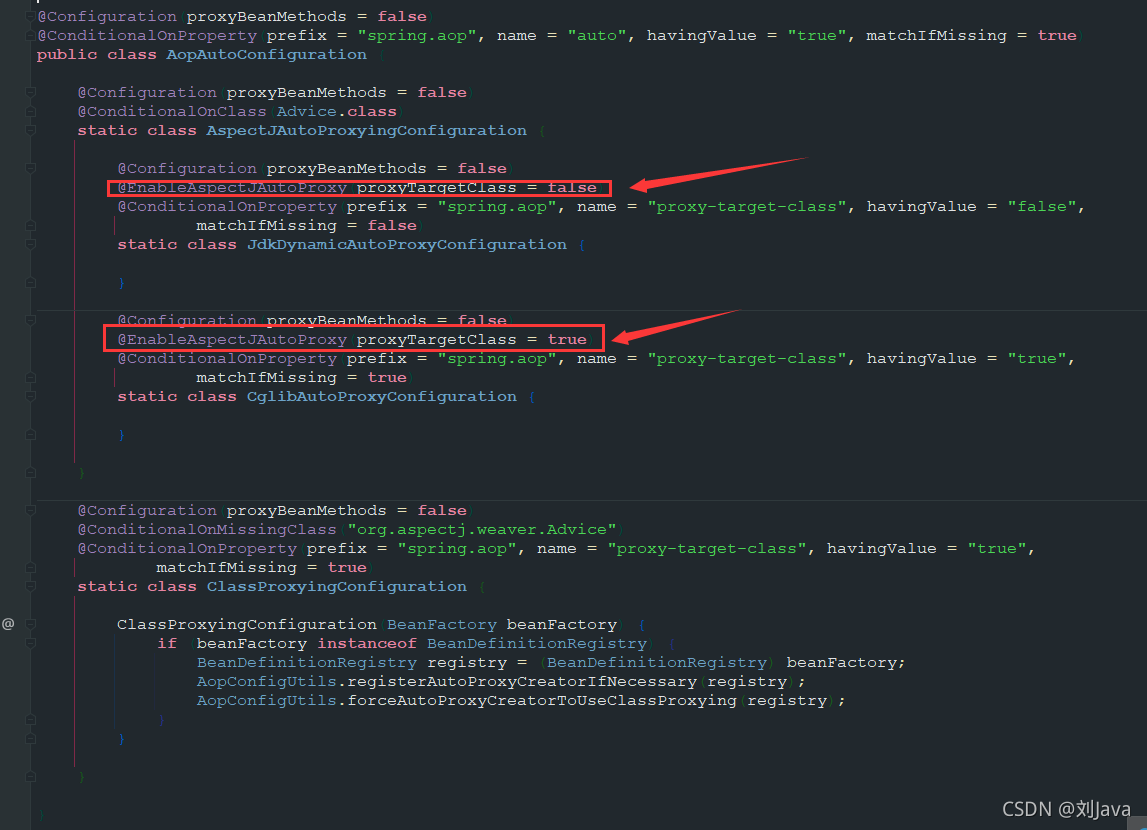 @Configuration(proxyBeanMethods = false)
@ConditionalOnProperty(prefix = "spring.aop", name = "auto", havingValue = "true", matchIfMissing = true)
public class AopAutoConfiguration {
@Configuration(proxyBeanMethods = false)
@ConditionalOnClass(Advice.class)
static class AspectJAutoProxyingConfiguration {
@Configuration(proxyBeanMethods = false)
@EnableAspectJAutoProxy(proxyTargetClass = false)
@ConditionalOnProperty(prefix = "spring.aop", name = "proxy-target-class", havingValue = "false",
matchIfMissing = false)
static class JdkDynamicAutoProxyConfiguration {
}
@Configuration(proxyBeanMethods = false)
@EnableAspectJAutoProxy(proxyTargetClass = true)
@ConditionalOnProperty(prefix = "spring.aop", name = "proxy-target-class", havingValue = "true",
matchIfMissing = true)
static class CglibAutoProxyConfiguration {
}
}
@Configuration(proxyBeanMethods = false)
@ConditionalOnMissingClass("org.aspectj.weaver.Advice")
@ConditionalOnProperty(prefix = "spring.aop", name = "proxy-target-class", havingValue = "true",
matchIfMissing = true)
static class ClassProxyingConfiguration {
@
ClassProxyingConfiguration(BeanFactory beanFactory) {
if (beanFactory instanceof BeanDefinitionRegistry) {
BeanDefinitionRegistry registry = (BeanDefinitionRegistry) beanFactory;
AopConfigUtils.registerAutoProxyCreatorIfNecessary(registry);
AopConfigUtils.forceAutoProxyCreatorToUseClassProxying(registry);
}
}
}
}
CSDN @刘Java